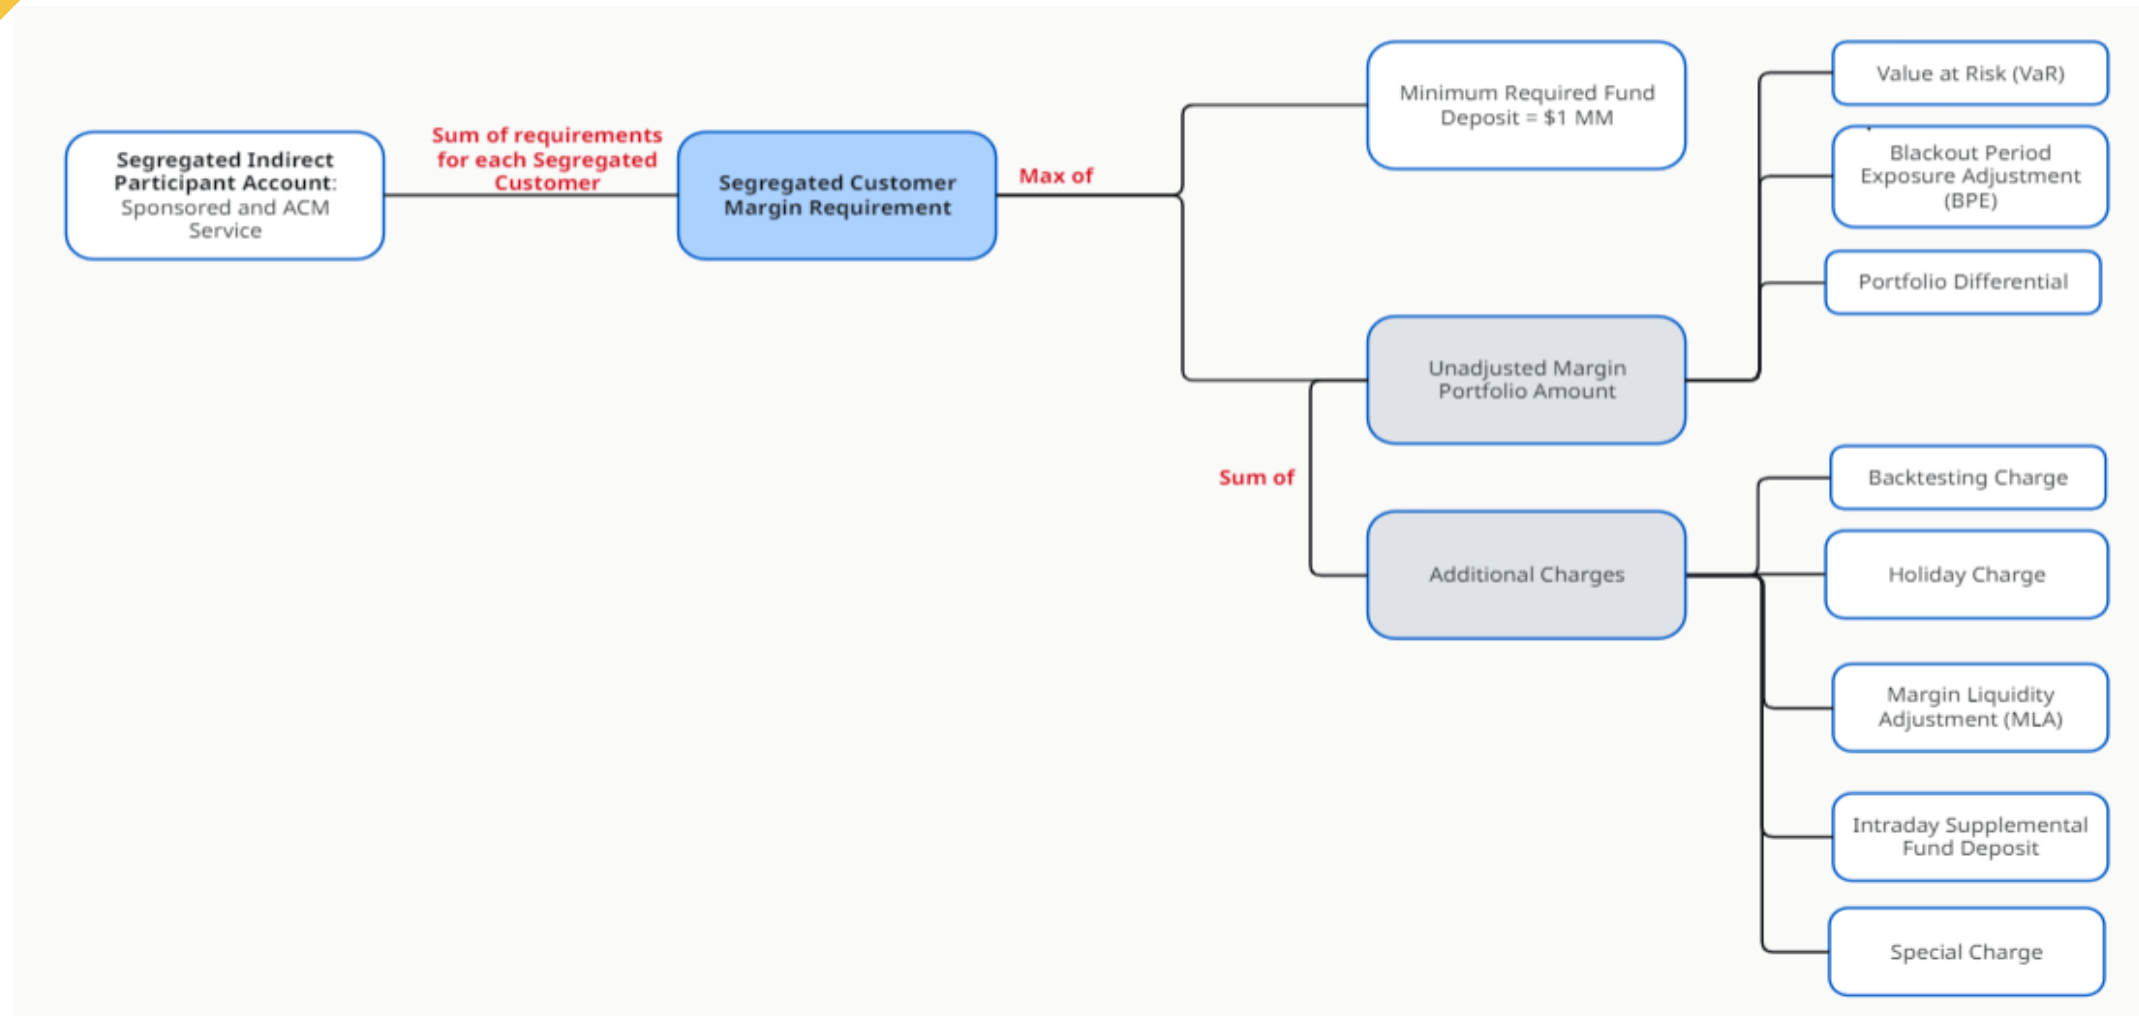 Segregated Indirect
Participant Account:
Sponsored and ACM
Service
Sum of requirements
for each Segregated
Customer
Segregated Customer
Margin Requirement
Max of
Minimum Required Fund
Deposit = $1 MM
Unadjusted Margin
Portfolio Amount
Sum of
Additional Charges
Value at Risk (VaR)
Blackout Period
Exposure Adjustment
(BPE)
Portfolio Differential
Backtesting Charge
Holiday Charge
Margin Liquidity
Adjustment (MLA)
Intraday Supplemental
Fund Deposit
Special Charge